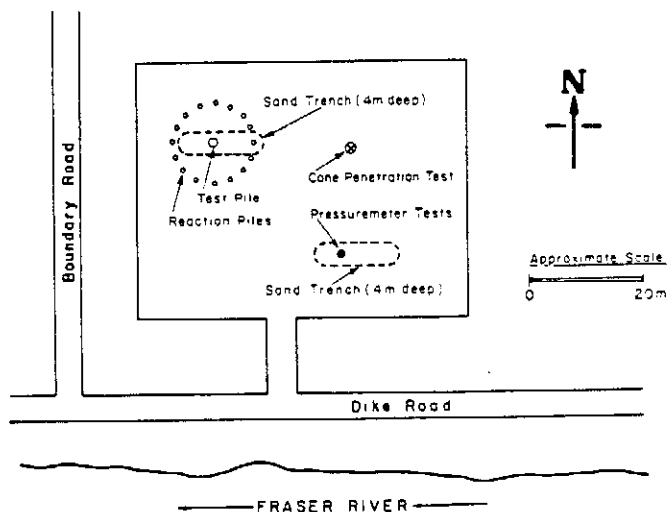 N
Sand Trench (4m deep)
Cone Penetration Test
Test Pile
Reaction Piles
Pressuremeter Tests
Boundary Road
Approximate Scale
0 20m
Sand Trench (4m deep)
Dike Road
FRASER RIVER